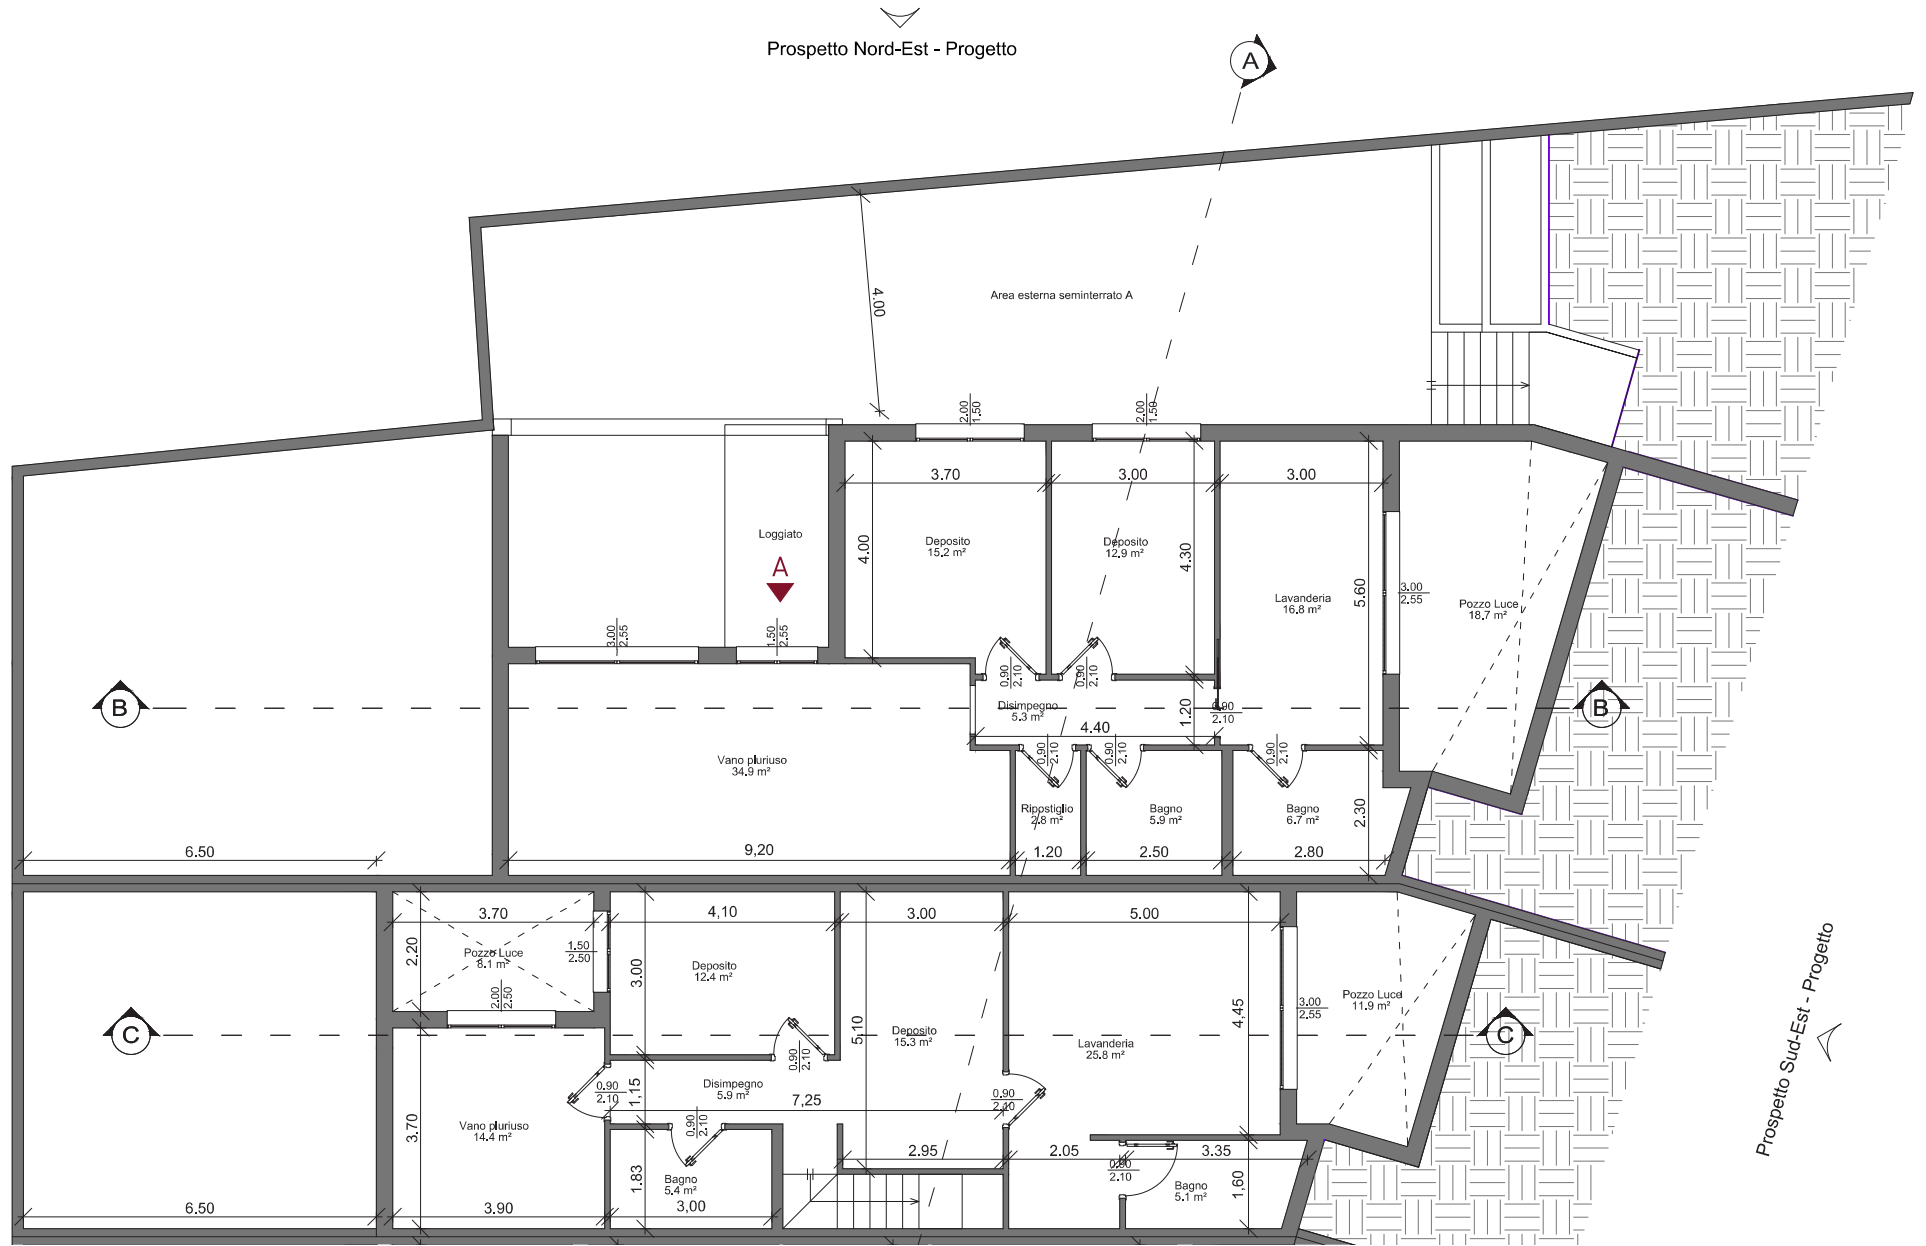 Prospetto Nord-Est - Progetto
A
4.00
Area esterna seminterrato A
2.00
1.50
2.00
1.50
3.70
3.00
3.00
Loggiato
A
4.00
Deposito
15.2 m²
Deposito
12.9 m²
4.30
Lavanderia
16.8 m²
5.60
3.00
2.55
Pozzo Luce
18.7 m²
3.00
2.55
1.50
2.55
0.90
2.10
0.90
2.10
B
Disimpegno
5.3 m²
1.20
0.90
2.10
B
4.40
Vano pluriuso
34.9 m²
0.90
2.10
0.90
2.10
0.90
2.10
Ripostiglio
2.8 m²
Bagno
5.9 m²
Bagno
6.7 m²
2.30
6.50
9,20
1.20
2.50
2.80
3.70
4,10
3.00
5.00
2.20
Pozzo Luce
8.1 m²
1.50
2.50
3.00
Deposito
12.4 m²
2.00
2.50
5.10
Deposito
15.3 m²
4,45
3.00
2.55
Pozzo Luce
11.9 m²
C
Lavanderia
25.8 m²
C
Prospetto Sud-Est - Progetto
0.90
2.10
0.90
2.10
1,15
Disimpegno
5.9 m²
7,25
0.90
2.10
3.70
Vano pluriuso
14.4 m²
0.90
2.10
2.95
2.05
3.35
0.90
2.10
1.83
Bagno
5.4 m²
Bagno
5.1 m²
1,60
6.50
3.90
3,00